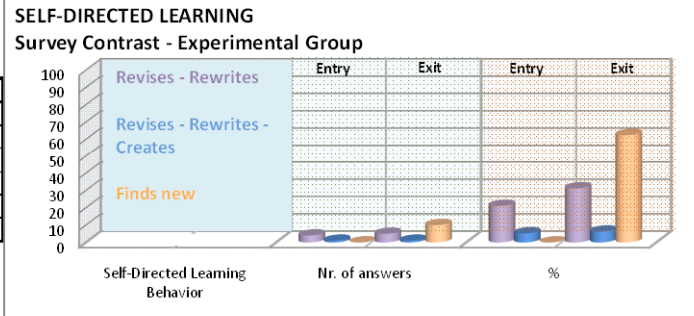 SELF-DIRECTED LEARNING
Survey Contrast - Experimental Group
Entry Exit Entry Exit
100
90
80
70
60
50
40
30
20
10
0
Revises - Rewrites
Revises - Rewrites -
Creates
Finds new
Self-Directed Learning
Behavior
Nr. of answers
%